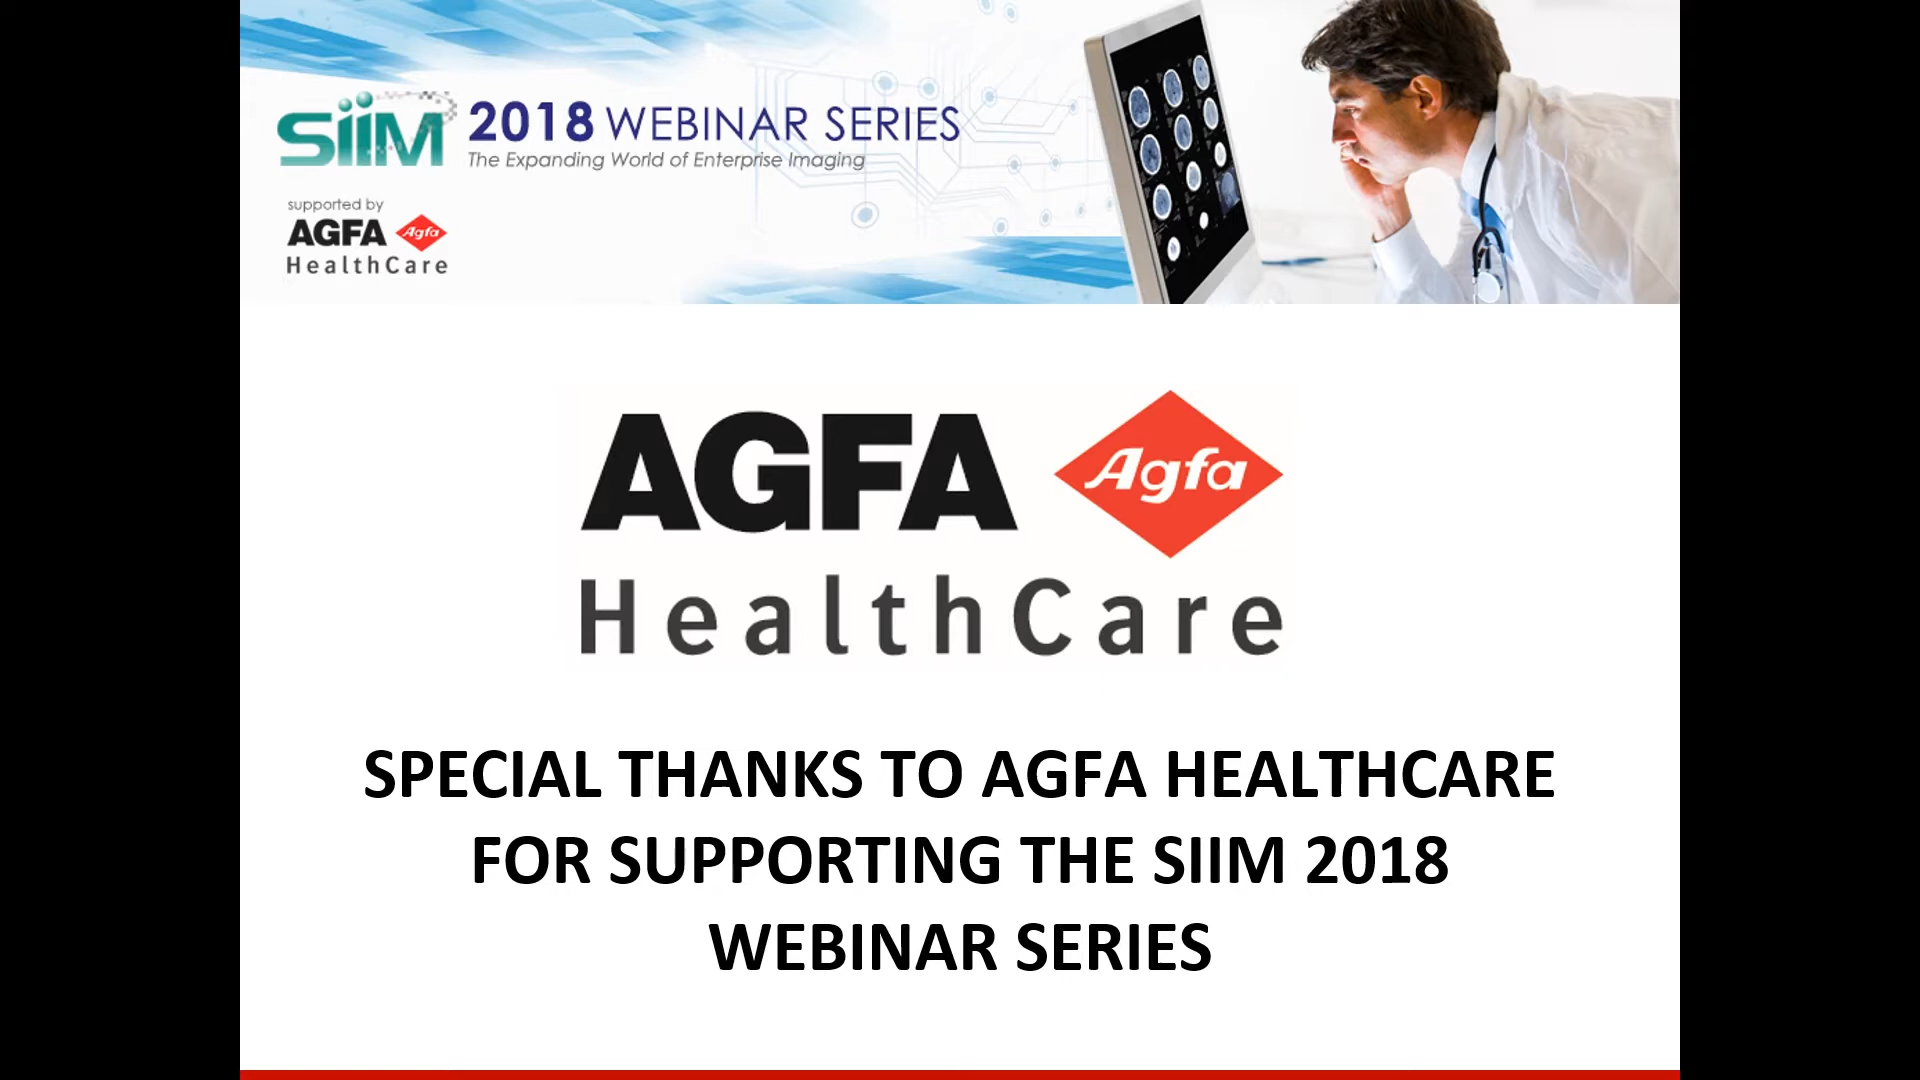 SiiM
2018 WEBINAR SERIES
The Expanding World of Enterprise Imaging
supported by
AGFA Agfa
HealthCare
AGFA Agfa
HealthCare
SPECIAL THANKS TO AGFA HEALTHCARE
FOR SUPPORTING THE SIIM 2018
WEBINAR SERIES